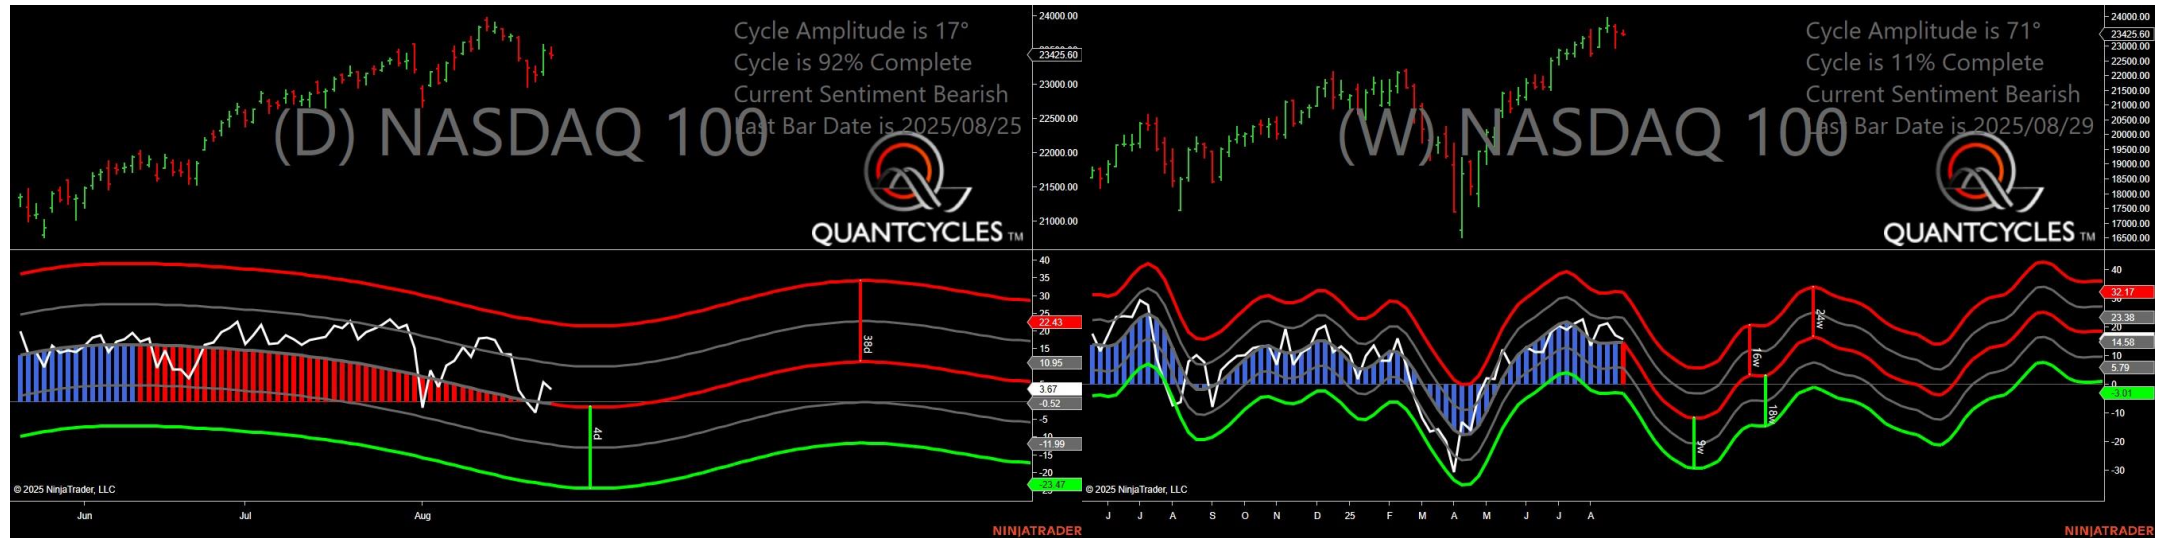 Cycle Amplitude is 17°
Cycle is 92% Complete
Current Sentiment Bearish
Last Bar Date is 2025/08/25
(D) NASDAQ 100
QUANTCYCLES TM
24000.00
23425.60
23000.00
22500.00
22000.00
21500.00
21000.00
40
35
30
25
22.43
20
15
10.95
3.67
-0.52
-5
-11.99
-15
-20
-23.47
38d
4d
© 2025 NinjaTrader, LLC
Jun
Jul
Aug
NINJATRADER
Cycle Amplitude is 71°
Cycle is 11% Complete
Current Sentiment Bearish
Last Bar Date is 2025/08/29
(W) NASDAQ 100
QUANTCYCLES TM
24000.00
23425.60
23000.00
22500.00
22000.00
21500.00
21000.00
20500.00
20000.00
19500.00
19000.00
18500.00
18000.00
17500.00
17000.00
16500.00
40
32.17
30
23.38
20
14.58
10
5.79
0
-3.01
-10
-20
-30
16w
24w
18w
9w
© 2025 NinjaTrader, LLC
J J A S O N D 25 F M A M J J A
NINJATRADER